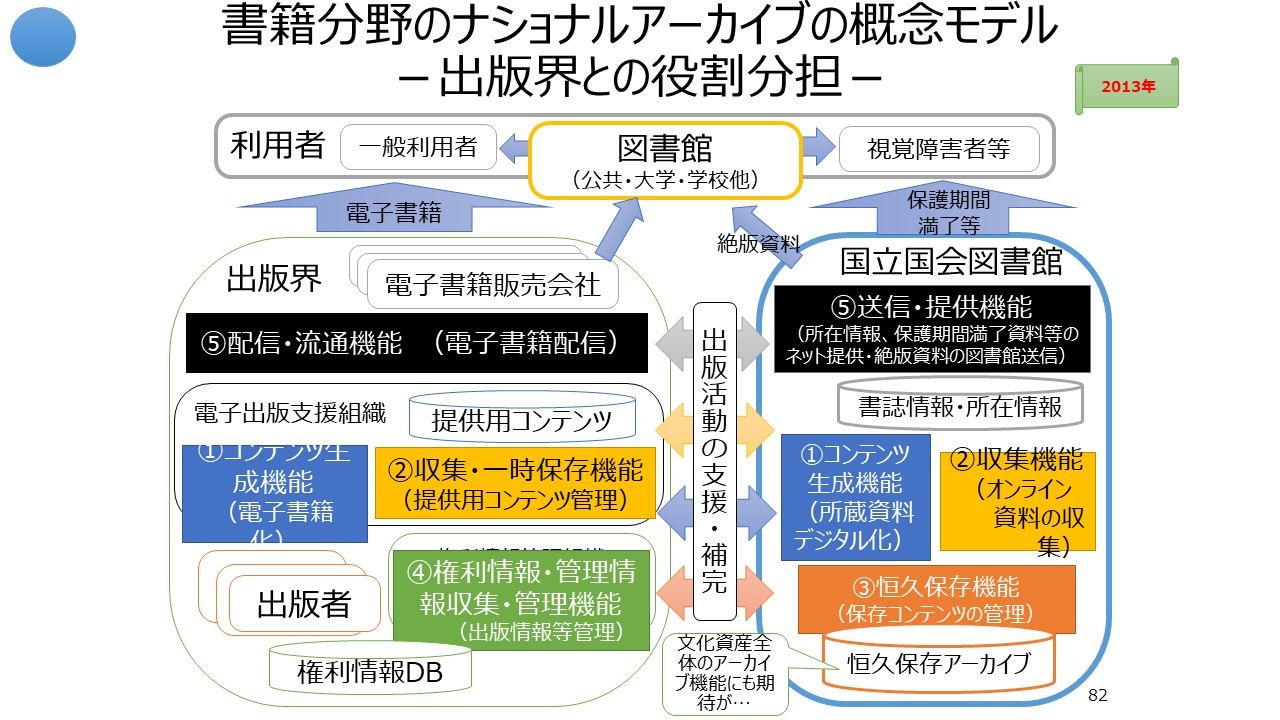 書籍分野のナショナルアーカイブの概念モデル
－出版界との役割分担－
2013年
利用者
一般利用者
図書館
（公共・大学・学校他）
視覚障害者等
電子書籍
保護期間
満了等
絶版資料
出版界
電子書籍販売会社
⑤配信・流通機能　（電子書籍配信）
電子出版支援組織
提供用コンテンツ
①コンテンツ生
成機能
（電子書籍
化）
②収集・一時保存機能
（提供用コンテンツ管理）
出版者
④権利情報・管理情
報収集・管理機能
（出版情報等管理）
権利情報DB
出版活動の支援・補完
国立国会図書館
⑤送信・提供機能
（所在情報、保護期間満了資料等の
ネット提供・絶版資料の図書館送信）
書誌情報・所在情報
①コンテンツ
生成機能
（所蔵資料
デジタル化）
②収集機能
（オンライン
資料の収
集）
③恒久保存機能
（保存コンテンツの管理）
恒久保存アーカイブ
文化資産全
体のアーカイ
ブ機能にも期
待が…
82